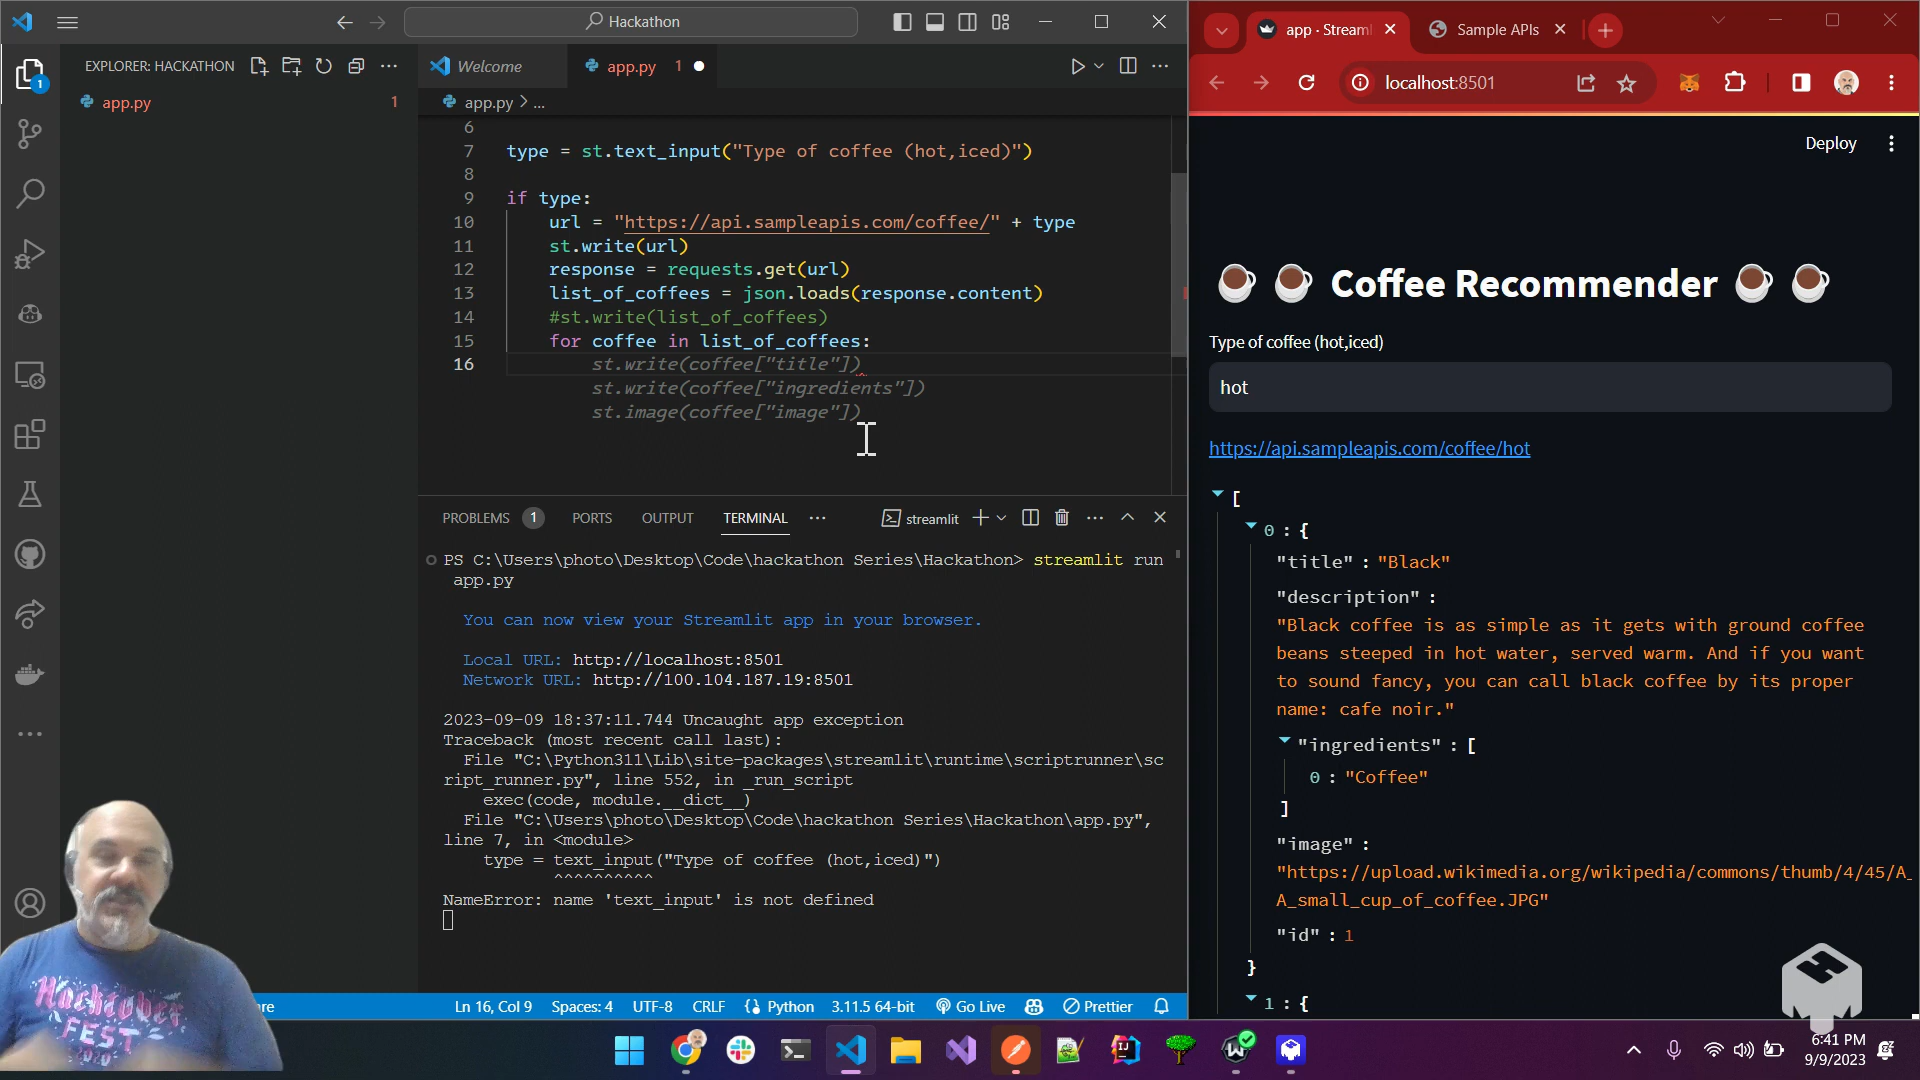 Hackathon
EXPLORER: HACKATHON
1
app.py 1
Welcome
app.py 1
app.py > ...
6
7 type = st.text_input("Type of coffee (hot,iced)")
8
9 if type:
10 url = "https://api.sampleapis.com/coffee/" + type
11 st.write(url)
12 response = requests.get(url)
13 list_of_coffees = json.loads(response.content)
14 #st.write(list_of_coffees)
15 for coffee in list_of_coffees:
16 st.write(coffee["title"])
st.write(coffee["ingredients"])
st.image(coffee["image"])
PROBLEMS 1 PORTS OUTPUT TERMINAL ... streamlit
PS C:\Users\photo\Desktop\Code\hackathon Series\Hackathon> streamlit run
app.py
You can now view your Streamlit app in your browser.
Local URL: http://localhost:8501
Network URL: http://100.104.187.19:8501
2023-09-09 18:37:11.744 Uncaught app exception
Traceback (most recent call last):
File "C:\Python311\Lib\site-packages\streamlit\runtime\scriptrunner\sc
ript_runner.py", line 552, in _run_script
exec(code, module.__dict__)
File "C:\Users\photo\Desktop\Code\hackathon Series\Hackathon\app.py",
line 7, in <module>
type = text_input("Type of coffee (hot,iced)")
^^^^^^^^^^
NameError: name 'text_input' is not defined
Ln 16, Col 9 Spaces: 4 UTF-8 CRLF Python 3.11.5 64-bit Go Live Prettier
Hacktober
FEST
2020
app · Streaml
Sample APIs
localhost:8501
Deploy
Coffee Recommender
Type of coffee (hot,iced)
hot
https://api.sampleapis.com/coffee/hot
[
0 : {
"title" : "Black"
"description" :
"Black coffee is as simple as it gets with ground coffee
beans steeped in hot water, served warm. And if you want
to sound fancy, you can call black coffee by its proper
name: cafe noir."
"ingredients" : [
0 : "Coffee"
]
"image" :
"https://upload.wikimedia.org/wikipedia/commons/thumb/4/45/A_
A_small_cup_of_coffee.JPG"
"id" : 1
}
1 : {
6:41 PM
9/9/2023